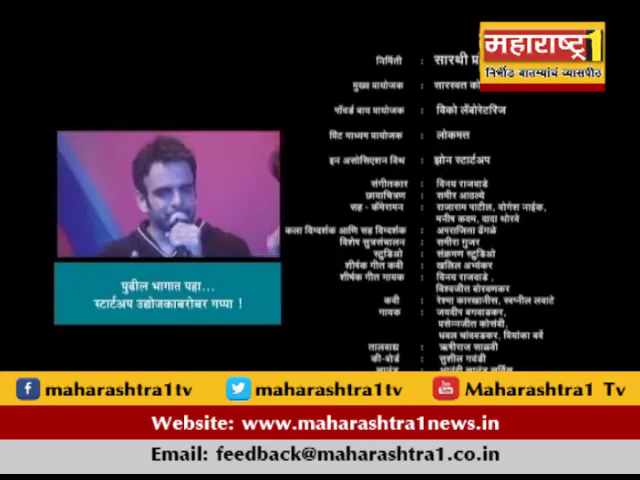 महाराष्ट्र1
निर्भीड बातम्यांचं व्यासपीठ
निर्मिती : सारथी
मुख्य प्रायोजक : सारस्वत
पॉवर्ड बाय प्रायोजक : विको लॅबोरेटरिज
प्रिंट माध्यम प्रायोजक : लोकमत
इन असोसिएशन विथ : झोन स्टार्टअप
संगीतकार : विनय राजवाडे
छायाचित्रण : समीर आठल्ये
सह - कॅमेरामन : राजाराम पाटील, योगेश नाईक,
मनीष कदम, दादा थोरवे
कला दिग्दर्शक आणि सह दिग्दर्शक : अपराजिता ढेंगळे
विशेष सुत्रसंचालन : समीरा गुजर
स्टुडिओ : संक्रमण स्टुडिओ
शीर्षक गीत कवी : खलिल अभ्यंकर
शीर्षक गीत गायक : विनय राजवाडे,
विश्वजीत बोरवणकर
कवी : रेश्मा कारखानीस, स्वप्नील लवाटे
गायक : जयदीप बगवाडकर,
प्रसेन्नजीत कोसंबी,
धवल चांदवडकर, प्रियांका बर्वे
तालवाद्य : ऋषीराज साळवी
की-बोर्ड : सुशील गवंडी
पुढील भागात पहा...
स्टार्टअप उद्योजकाबरोबर गप्पा !
maharashtra1tv maharashtra1tv Maharashtra1 Tv
Website: www.maharashtra1news.in
Email: feedback@maharashtra1.co.in